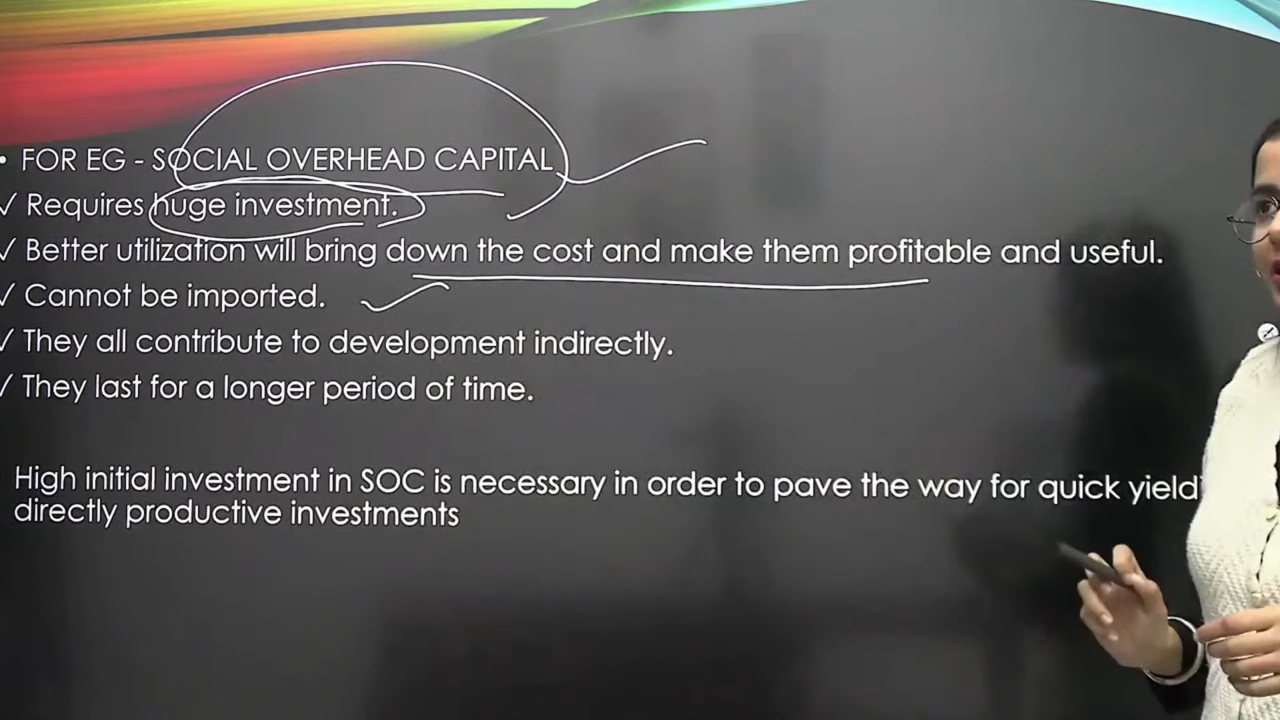 • FOR EG - SOCIAL OVERHEAD CAPITAL
✓ Requires huge investment.
✓ Better utilization will bring down the cost and make them profitable and useful.
✓ Cannot be imported.
✓ They all contribute to development indirectly.
✓ They last for a longer period of time.
High initial investment in SOC is necessary in order to pave the way for quick
directly productive investments